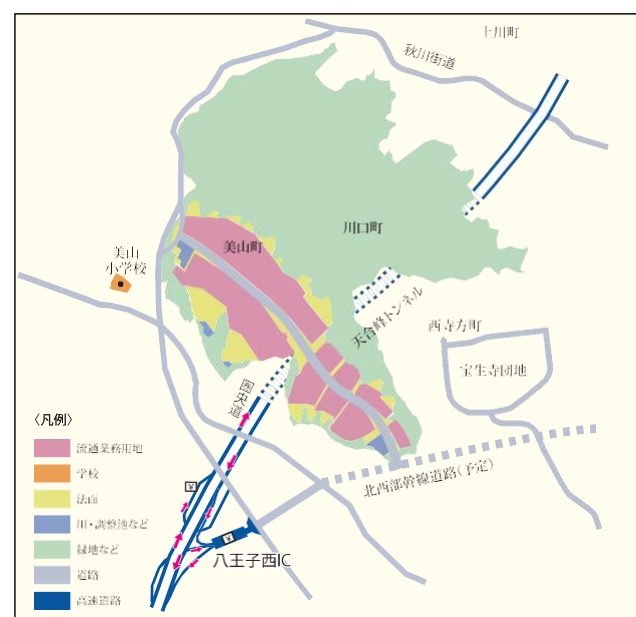 上川町
秋川街道
川口町
美山町
美山
小学校
天合峰トンネル
西寺方町
宝生寺団地
圏央道
〈凡例〉
流通業務用地
学校
法面
川・調整池など
緑地など
道路
高速道路
北西部幹線道路(予定)
¥
¥
八王子西IC